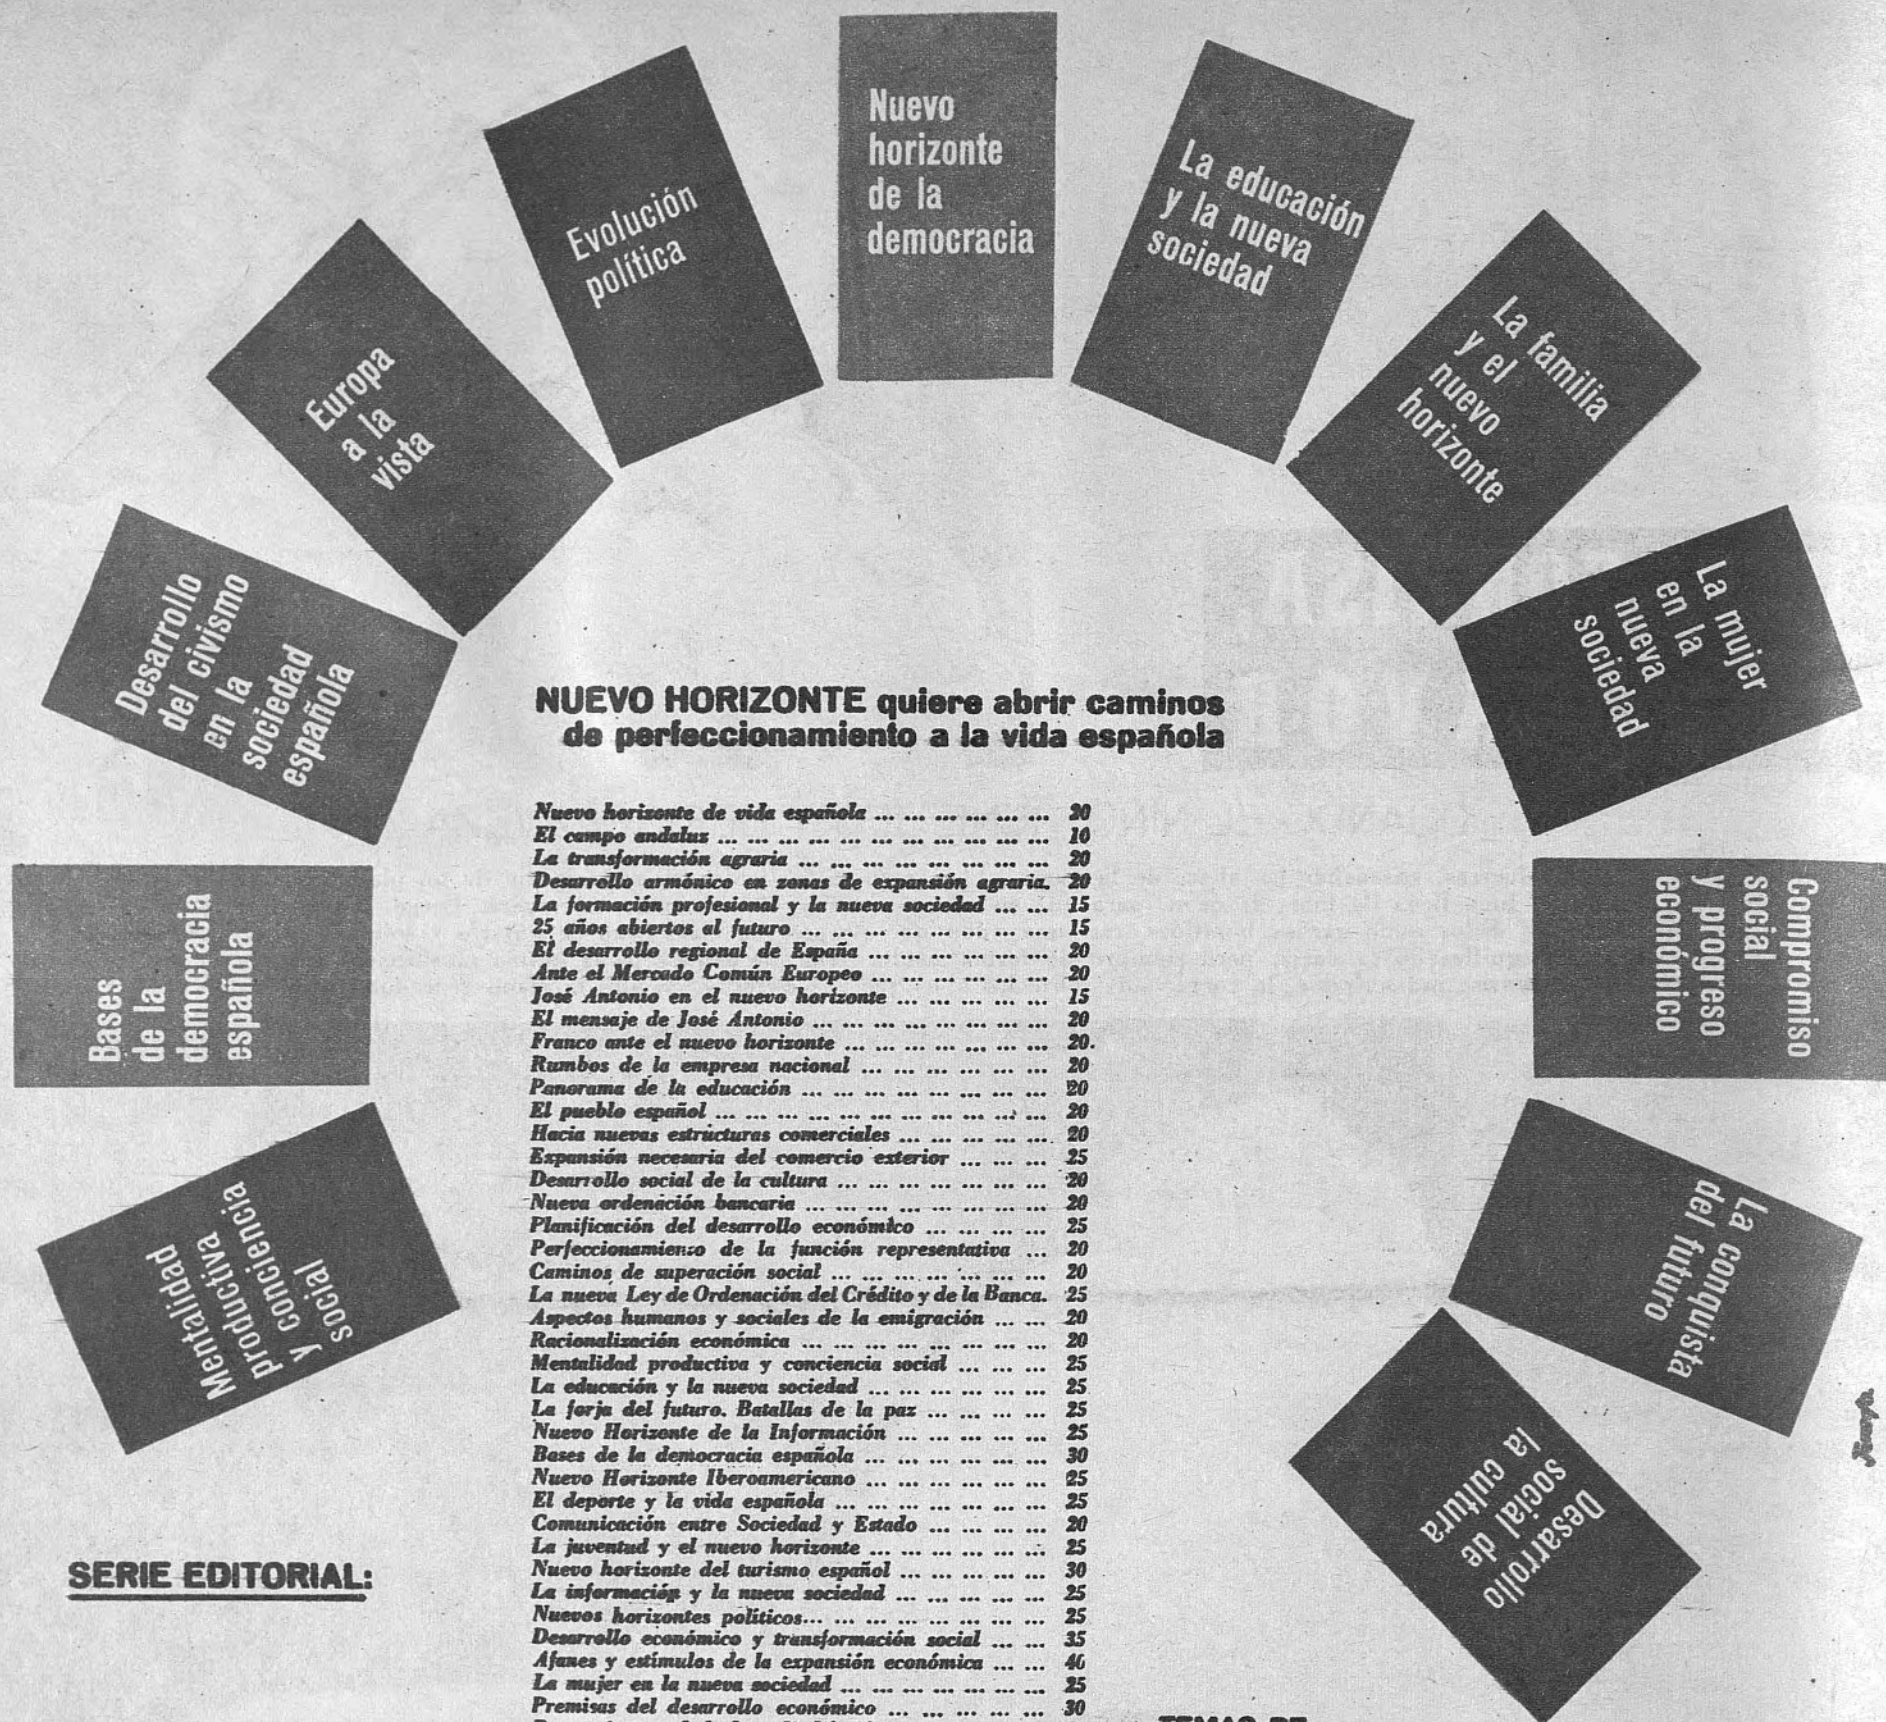 Nuevo
horizonte
de la
democracia
La educación
y la nueva
sociedad
Evolución
política
La familia
y el
nuevo
horizonte
Europa
a la
vista
La mujer
en la
nueva
sociedad
Desarrollo
del civismo
en la
sociedad
española
Compromiso
social
y progreso
económico
Bases
de la
democracia
española
La conquista
del futuro
Mentalidad
productiva
y conciencia
social
Desarrollo
social de
la cultura
NUEVO HORIZONTE quiere abrir caminos
de perfeccionamiento a la vida española
Nuevo horizonte de vida española ... ... ... ... ... ... 20
El campo andaluz ... ... ... ... ... ... ... ... ... ... ... 10
La transformación agraria ... ... ... ... ... ... ... ... 20
Desarrollo armónico en zonas de expansión agraria. 20
La formación profesional y la nueva sociedad ... ... 15
25 años abiertos al futuro ... ... ... ... ... ... ... ... 15
El desarrollo regional de España ... ... ... ... ... ... 20
Ante el Mercado Común Europeo ... ... ... ... ... ... 20
José Antonio en el nuevo horizonte ... ... ... ... ... 15
El mensaje de José Antonio ... ... ... ... ... ... ... ... 20
Franco ante el nuevo horizonte ... ... ... ... ... ... ... 20.
Rumbos de la empresa nacional ... ... ... ... ... ... ... 20
Panorama de la educación ... ... ... ... ... ... ... ... 20
El pueblo español ... ... ... ... ... ... ... ... ... ... ... 20
Hacia nuevas estructuras comerciales ... ... ... ... ... 20
Expansión necesaria del comercio exterior ... ... ... 25
Desarrollo social de la cultura ... ... ... ... ... ... ... 20
Nueva ordenación bancaria ... ... ... ... ... ... ... ... 20
Planificación del desarrollo económico ... ... ... ... 25
Perfeccionamiento de la función representativa ... 20
Caminos de superación social ... ... ... ... ... ... ... 20
La nueva Ley de Ordenación del Crédito y de la Banca. 25
Aspectos humanos y sociales de la emigración ... ... 20
Racionalización económica ... ... ... ... ... ... ... ... 20
Mentalidad productiva y conciencia social ... ... ... 25
La educación y la nueva sociedad ... ... ... ... ... ... 25
La forja del futuro. Batallas de la paz ... ... ... ... 25
Nuevo Horizonte de la Información ... ... ... ... ... 25
Bases de la democracia española ... ... ... ... ... ... 30
Nuevo Horizonte Iberoamericano ... ... ... ... ... ... 25
El deporte y la vida española ... ... ... ... ... ... ... 25
Comunicación entre Sociedad y Estado ... ... ... ... 20
La juventud y el nuevo horizonte ... ... ... ... ... ... 25
Nuevo horizonte del turismo español ... ... ... ... ... 30
SERIE EDITORIAL:
La información y la nueva sociedad ... ... ... ... ... 25
Nuevos horizontes políticos... ... ... ... ... ... ... ... 25
Desarrollo económico y transformación social ... ... 35
Afanes y estímulos de la expansión económica ... ... 40
La mujer en la nueva sociedad ... ... ... ... ... ... ... 25
Premisas del desarrollo económico ... ... ... ... ... ... 30
TEMAS DE